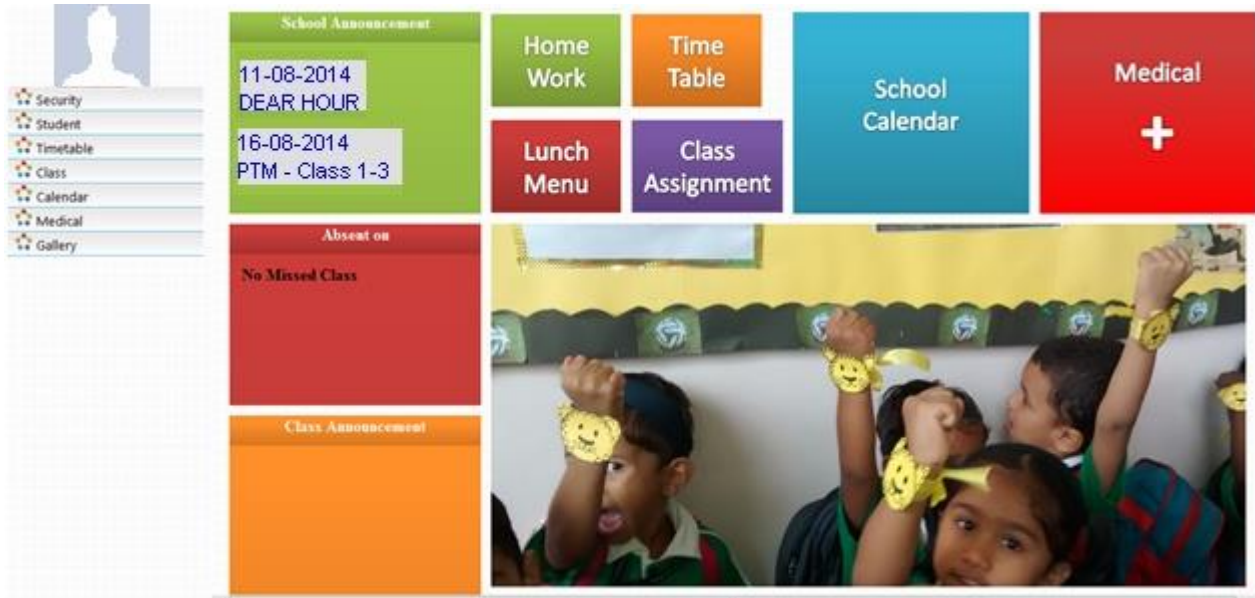 Security
Student
Timetable
Class
Calendar
Medical
Gallery
School Announcement
11-08-2014
DEAR HOUR
16-08-2014
PTM - Class 1-3
Absent on
No Missed Class
Class Announcement
Home
Work
Time
Table
Lunch
Menu
Class
Assignment
School
Calendar
Medical